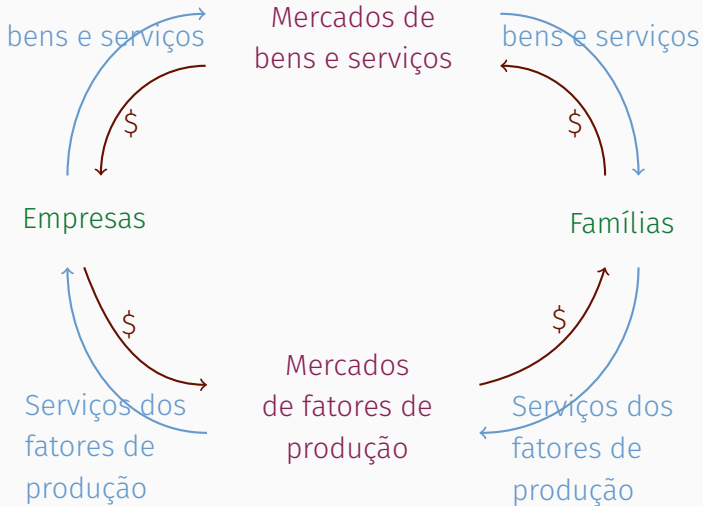 Mercados de
bens e serviços
bens e serviços
bens e serviços
$
$
Empresas
Famílias
$
$
Mercados
de fatores de
produção
Serviços dos
fatores de
produção
Serviços dos
fatores de
produção